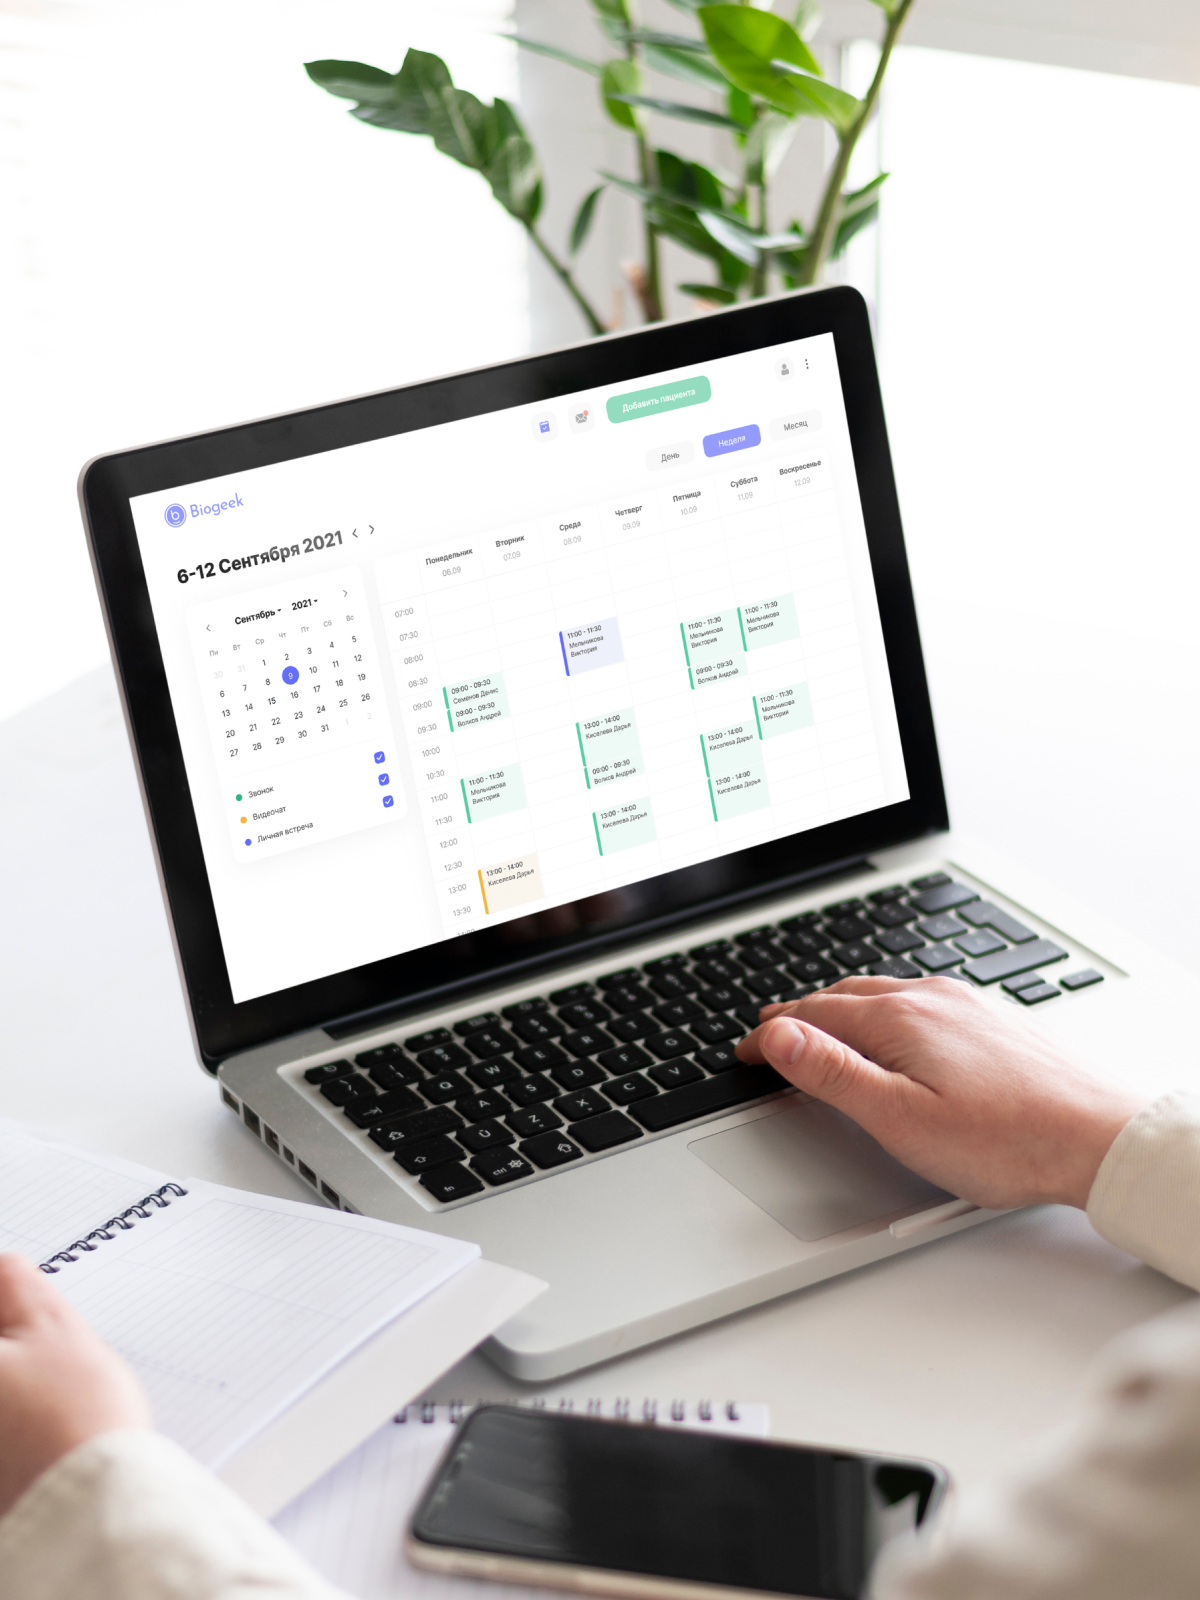 Добавить пациента
Biogeek
День
Неделя
Месяц
6-12 Сентября 2021
Сентябрь
2021
Пн Вт Ср Чт Пт Сб Вс
30 31 1 2 3 4 5
6 7 8 9 10 11 12
13 14 15 16 17 18 19
20 21 22 23 24 25 26
27 28 29 30 31 1 2
Звонок
Видеочат
Личная встреча
Понедельник
06.09
Вторник
07.09
Среда
08.09
Четверг
09.09
Пятница
10.09
Суббота
11.09
Воскресенье
12.09
07:00
07:30
08:00
08:30
09:00
09:30
10:00
10:30
11:00
11:30
12:00
12:30
13:00
13:30
09:00 - 09:20
Семенов Денис
09:00 - 09:30
Волков Андрей
11:00 - 11:30
Мельникова
Виктория
13:00 - 14:00
Киселева Дарья
11:00 - 11:30
Мельникова
Виктория
13:00 - 14:00
Киселева Дарья
09:00 - 09:30
Волков Андрей
13:00 - 14:00
Киселева Дарья
11:00 - 11:30
Мельникова
Виктория
09:00 - 09:30
Волков Андрей
13:00 - 14:00
Киселева Дарья
13:00 - 14:00
Киселева Дарья
11:00 - 11:30
Мельникова
Виктория
11:00 - 11:30
Мельникова
Виктория
Q W E R T Y U
A S D F G H
Z X C V B
fn ctrl